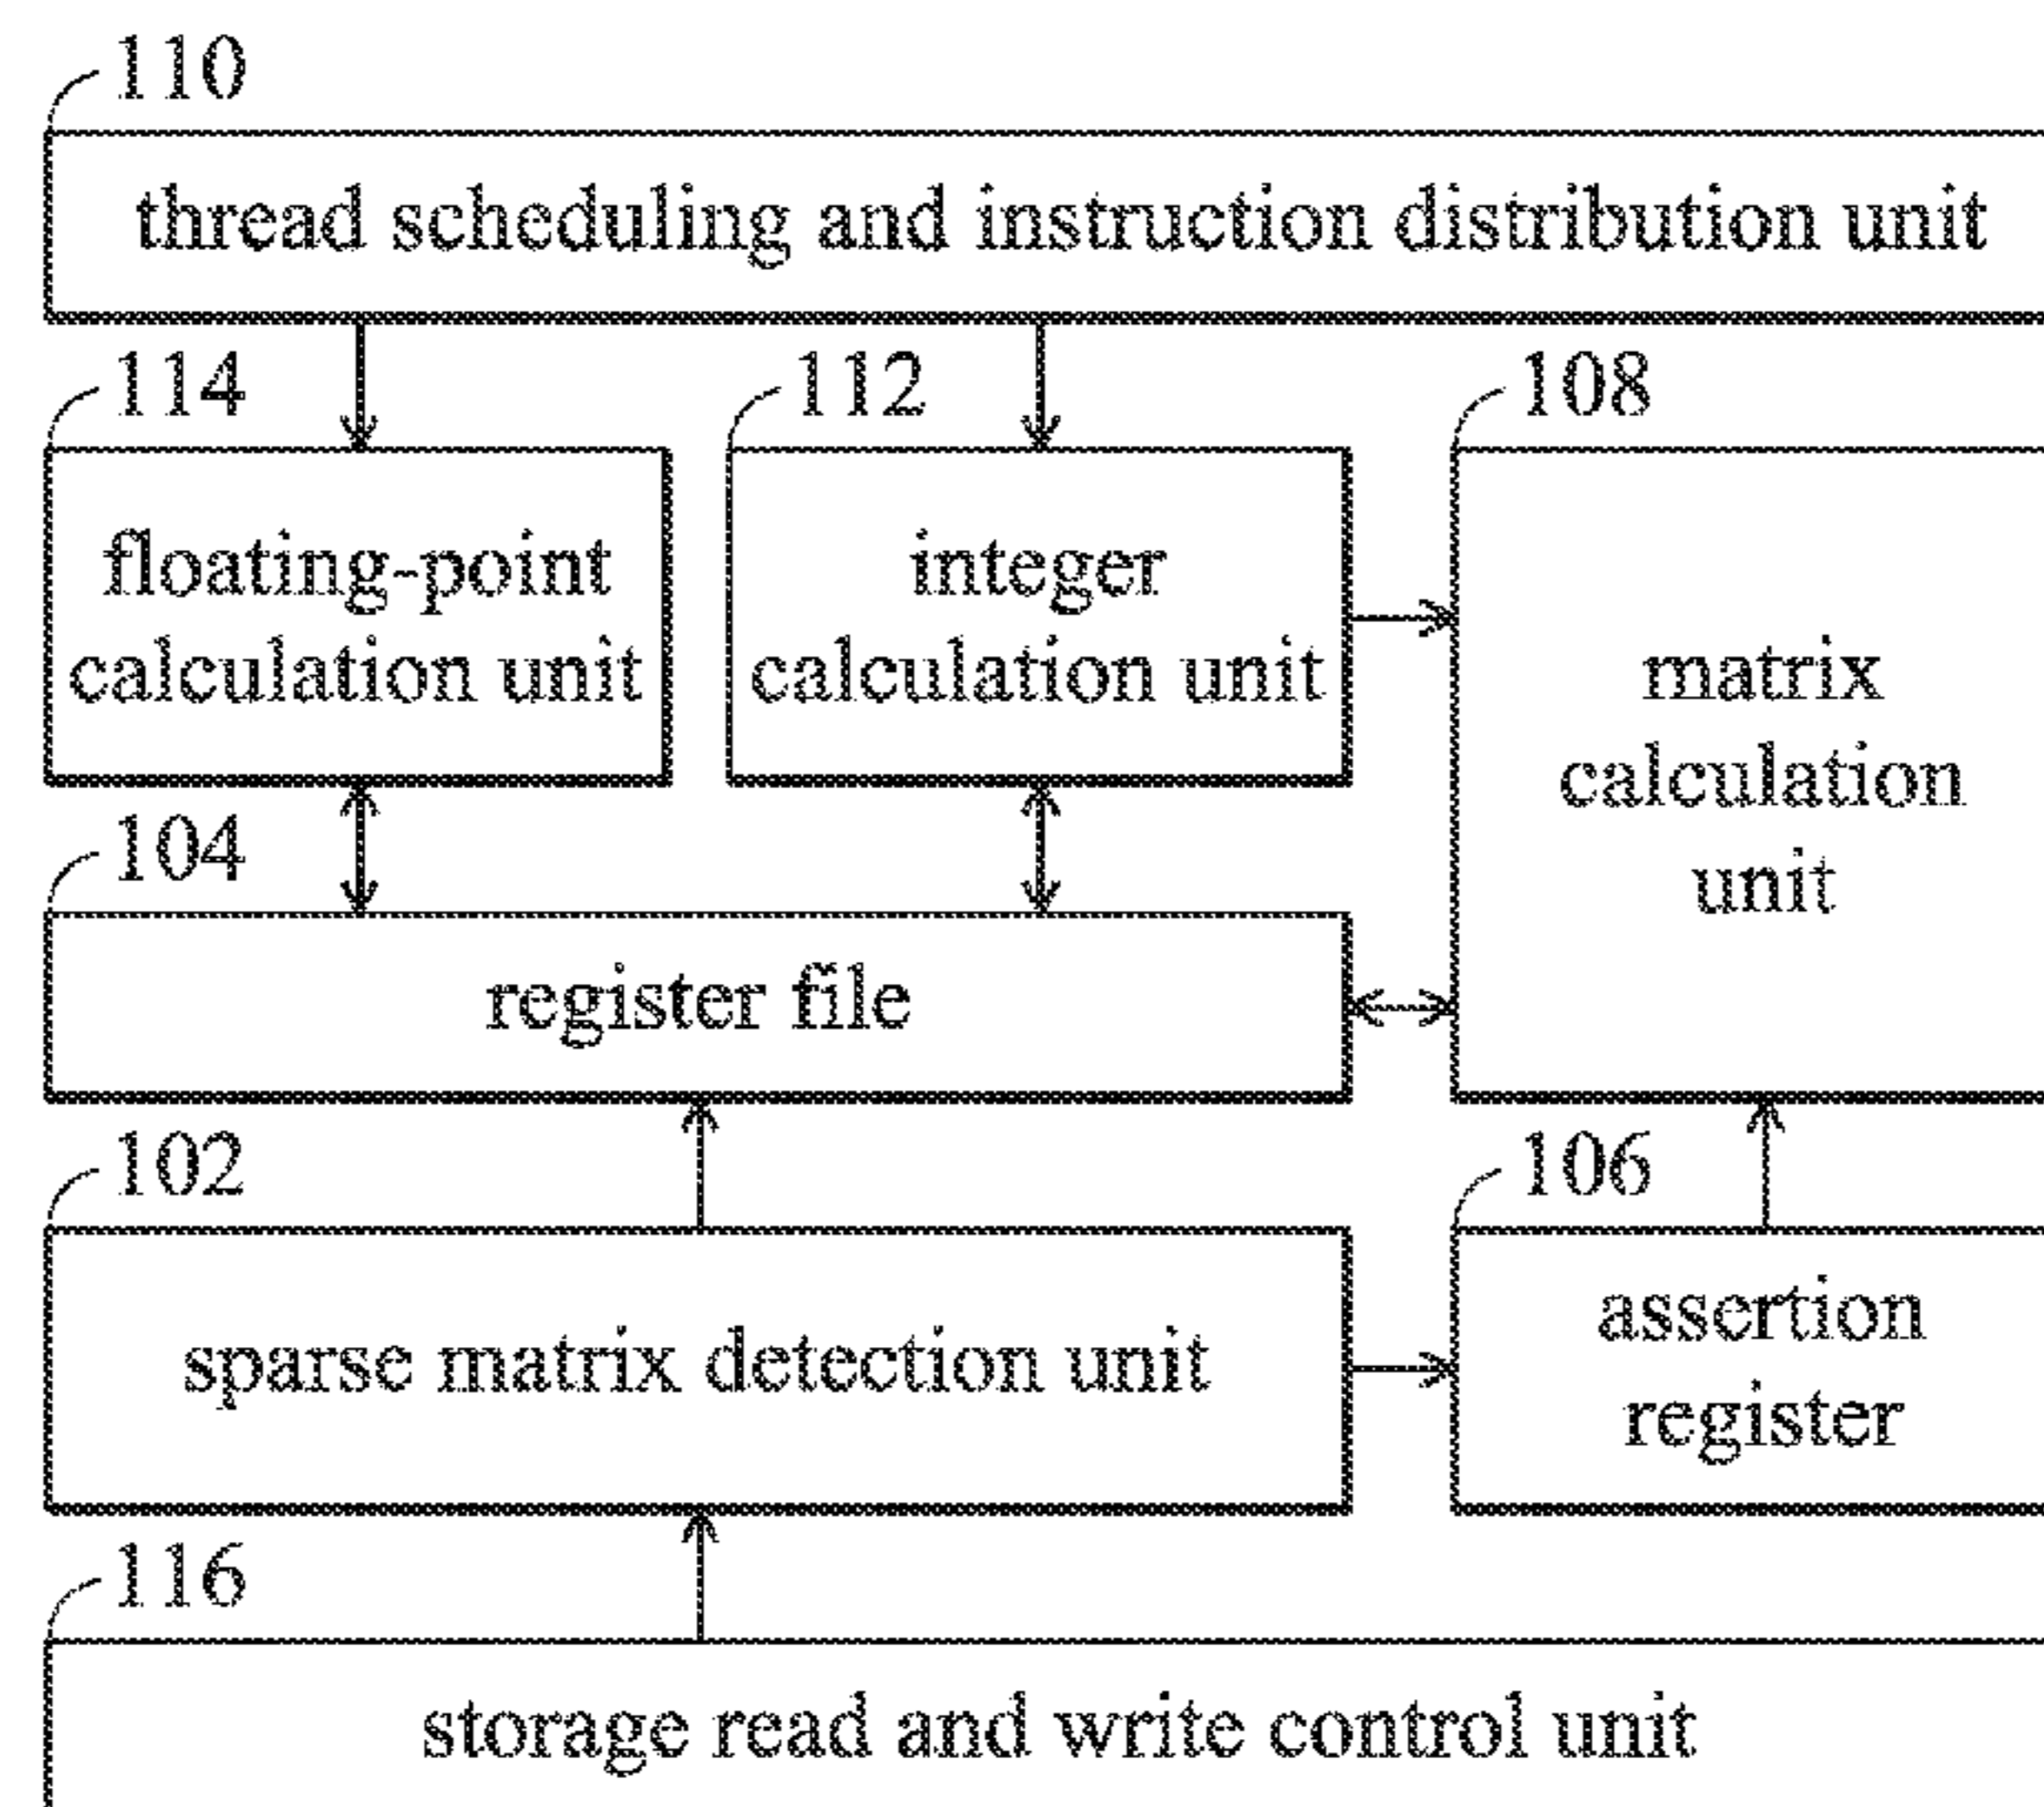 110
thread scheduling and instruction distribution unit
114
112
108
floating-point
calculation unit
integer
calculation unit
matrix
calculation
unit
104
register file
102
106
sparse matrix detection unit
assertion
register
116
storage read and write control unit